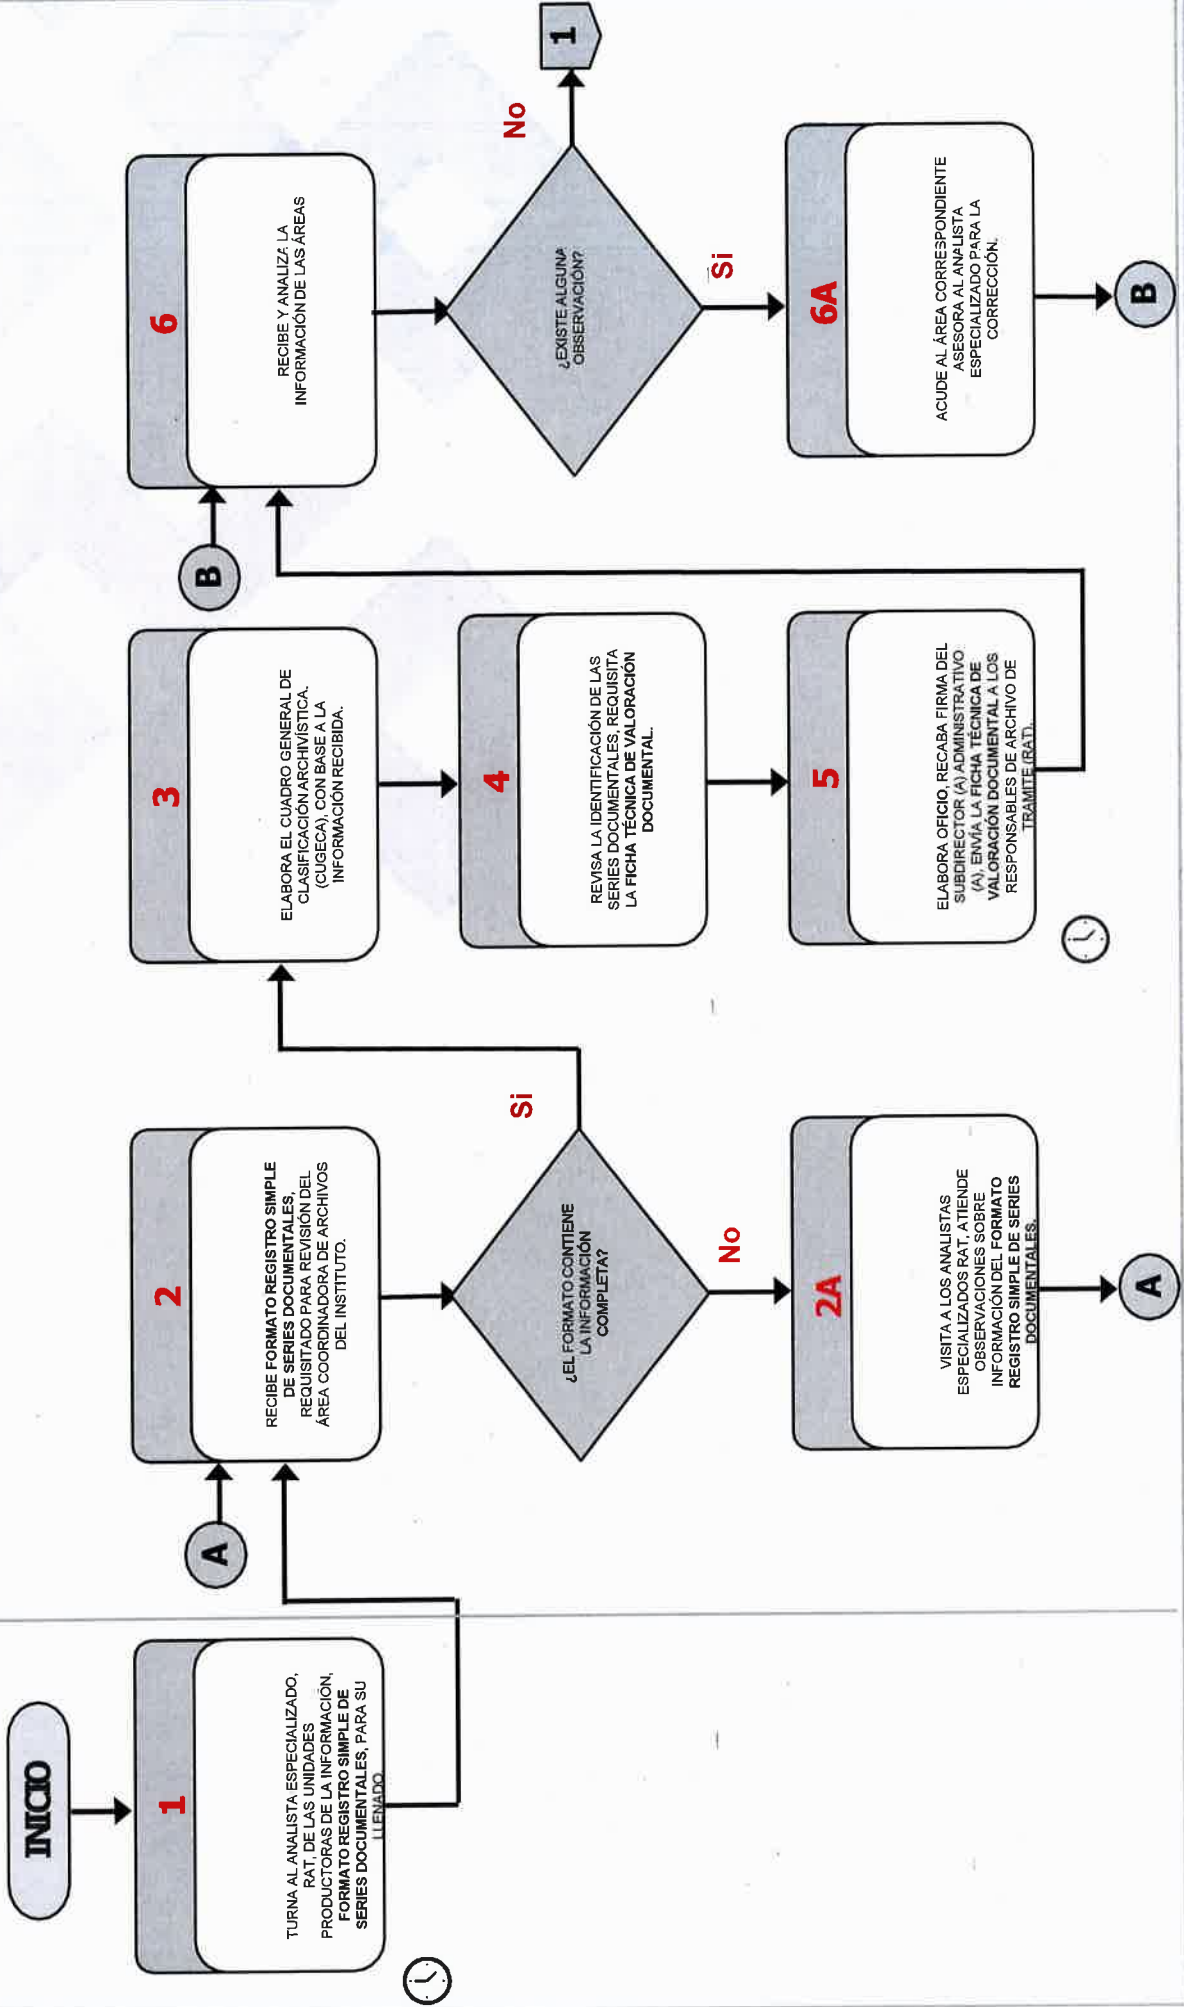 INICIO
1
TURNA AL ANALISTA ESPECIALIZADO,
RAT, DE LAS UNIDADES
PRODUCTORAS DE LA INFORMACIÓN,
FORMATO REGISTRO SIMPLE DE
SERIES DOCUMENTALES, PARA SU
LLENADO
A
2
RECIBE FORMATO REGISTRO SIMPLE
DE SERIES DOCUMENTALES,
REQUISITADO PARA REVISIÓN DEL
ÁREA COORDINADORA DE ARCHIVOS
DEL INSTITUTO.
¿EL FORMATO CONTIENE
LA INFORMACIÓN
COMPLETA?
Si
No
2A
VISITA A LOS ANALISTAS
ESPECIALIZADOS RAT, ATIENDE
OBSERVACIONES SOBRE
INFORMACIÓN DEL FORMATO
REGISTRO SIMPLE DE SERIES
DOCUMENTALES.
A
3
ELABORA EL CUADRO GENERAL DE
CLASIFICACIÓN ARCHIVÍSTICA.
(CUGECA), CON BASE A LA
INFORMACIÓN RECIBIDA.
4
REVISA LA IDENTIFICACIÓN DE LAS
SERIES DOCUMENTALES, REQUISITA
LA FICHA TÉCNICA DE VALORACIÓN
DOCUMENTAL.
5
ELABORA OFICIO, RECABA FIRMA DEL
SUBDIRECTOR (A) ADMINISTRATIVO
(A), ENVÍA LA FICHA TÉCNICA DE
VALORACIÓN DOCUMENTAL A LOS
RESPONSABLES DE ARCHIVO DE
TRAMITE (RAT).
B
6
RECIBE Y ANALIZA LA
INFORMACIÓN DE LAS ÁREAS
¿EXISTE ALGUNA
OBSERVACIÓN?
No
1
Si
6A
ACUDE AL ÁREA CORRESPONDIENTE
ASESORA AL ANALISTA
ESPECIALIZADO PARA LA
CORRECCIÓN.
B